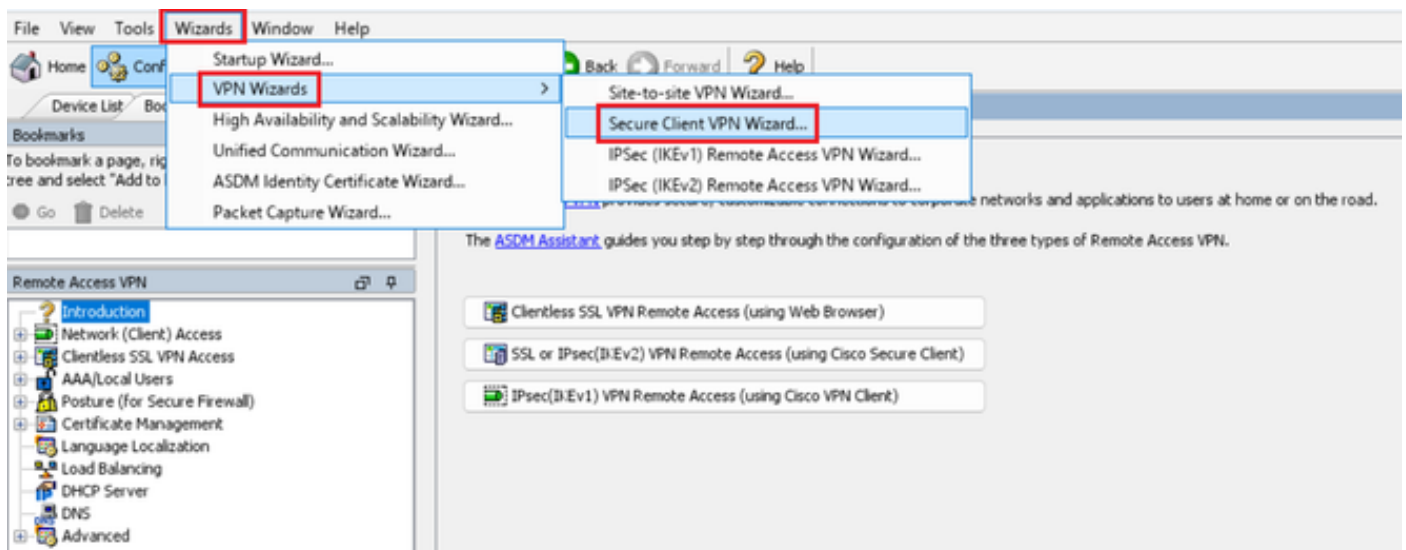 File View Tools Wizards Window Help
Home Conf Back Forward Help
Startup Wizard...
VPN Wizards >
High Availability and Scalability Wizard...
Unified Communication Wizard...
ASDM Identity Certificate Wizard...
Packet Capture Wizard...
Site-to-site VPN Wizard...
Secure Client VPN Wizard...
IPSec (IKEv1) Remote Access VPN Wizard...
IPSec (IKEv2) Remote Access VPN Wizard...
Device List
Bookmarks
To bookmark a page,
tree and select "Add to
Go Delete
networks and applications to users at home or on the road.
The ASDM Assistant guides you step by step through the configuration of the three types of Remote Access VPN.
Remote Access VPN
Introduction
Network (Client) Access
Clientless SSL VPN Access
AAA/Local Users
Posture (for Secure Firewall)
Certificate Management
Language Localization
Load Balancing
DHCP Server
DNS
Advanced
Clientless SSL VPN Remote Access (using Web Browser)
SSL or IPsec(IKEv2) VPN Remote Access (using Cisco Secure Client)
IPsec(IKEv1) VPN Remote Access (using Cisco VPN Client)